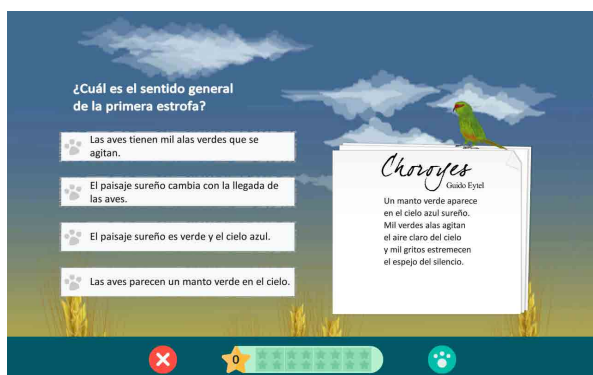 ¿Cuál es el sentido general
de la primera estrofa?
Las aves tienen mil alas verdes que se
agitan.
El paisaje sureño cambia con la llegada de
las aves.
El paisaje sureño es verde y el cielo azul.
Las aves parecen un manto verde en el cielo.
Choroyes
Guido Eytel
Un manto verde aparece
en el cielo azul sureño.
Mil verdes alas agitan
el aire claro del cielo
y mil gritos estremecen
el espejo del silencio.
0